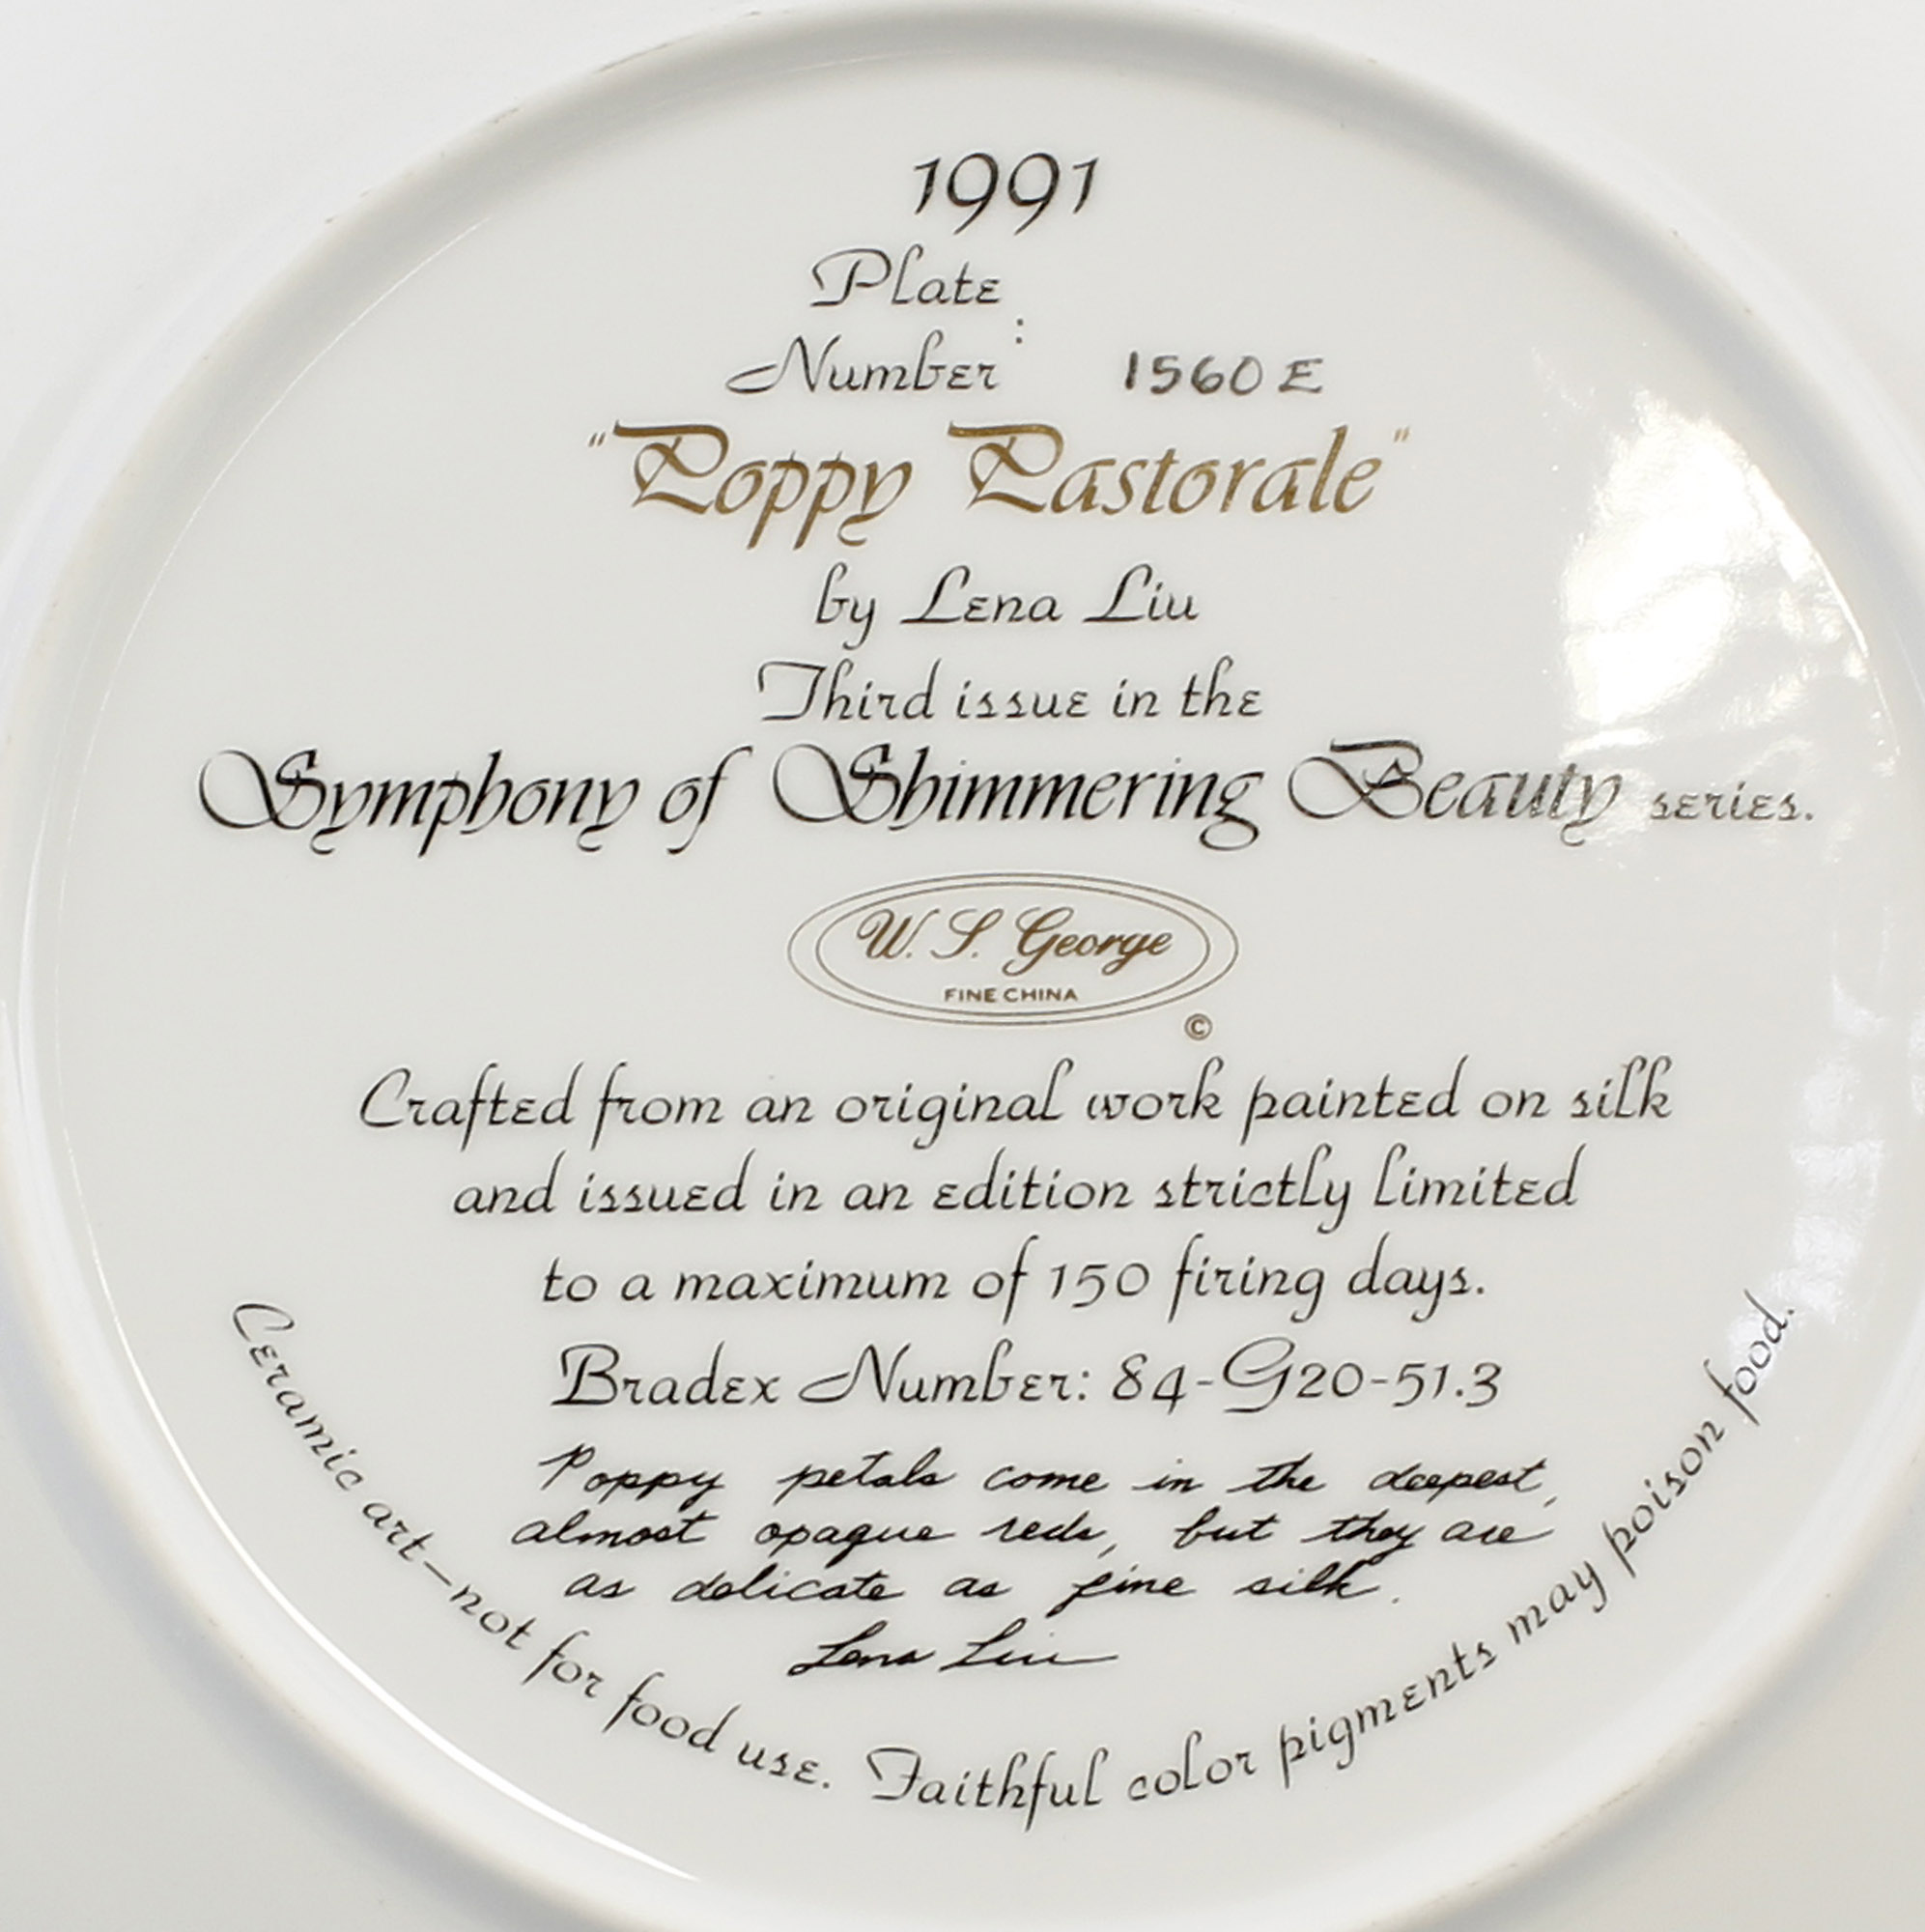 1991
Plate
Number :
1560 E
"Poppy Pastorale"
by Lena Liu
Third issue in the
Symphony of Shimmering Beauty series.
W. S. George
FINE CHINA
©
Crafted from an original work painted on silk
and issued in an edition strictly limited
to a maximum of 150 firing days.
Bradex Number: 84-G20-51.3
Poppy petals come in the deepest,
almost opaque reds, but they are
as delicate as fine silk.
Lena Liu
Ceramic art—not for food use. Faithful color pigments may poison food.